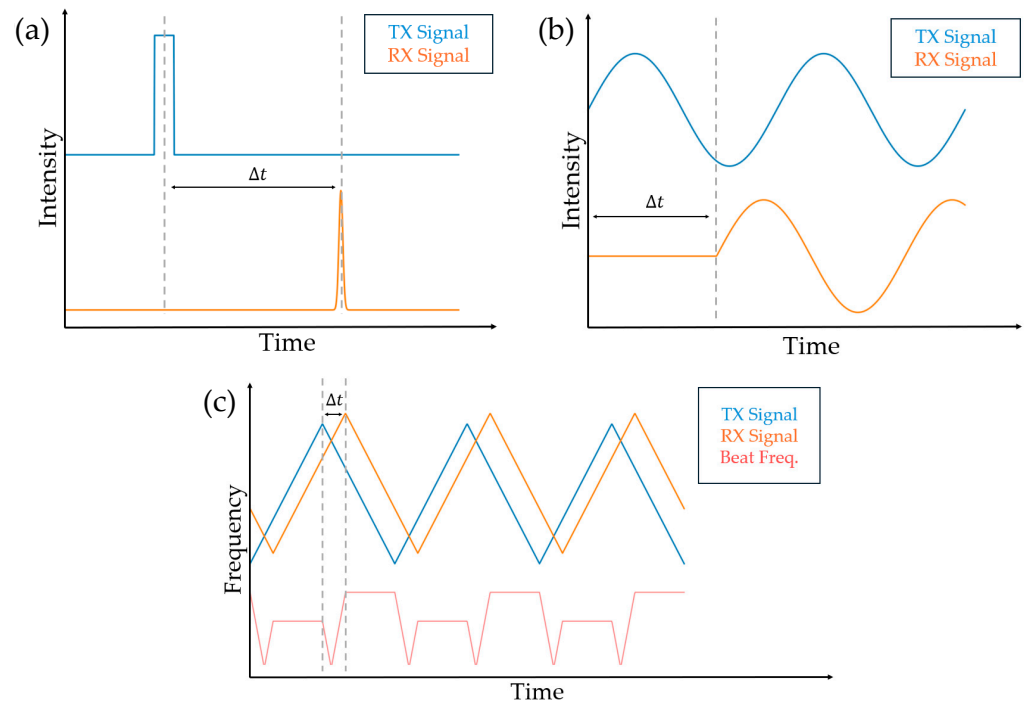 (a)
TX Signal
RX Signal
Δt
Intensity
Time
(b)
TX Signal
RX Signal
Δt
Intensity
Time
(c)
Δt
TX Signal
RX Signal
Beat Freq.
Frequency
Time